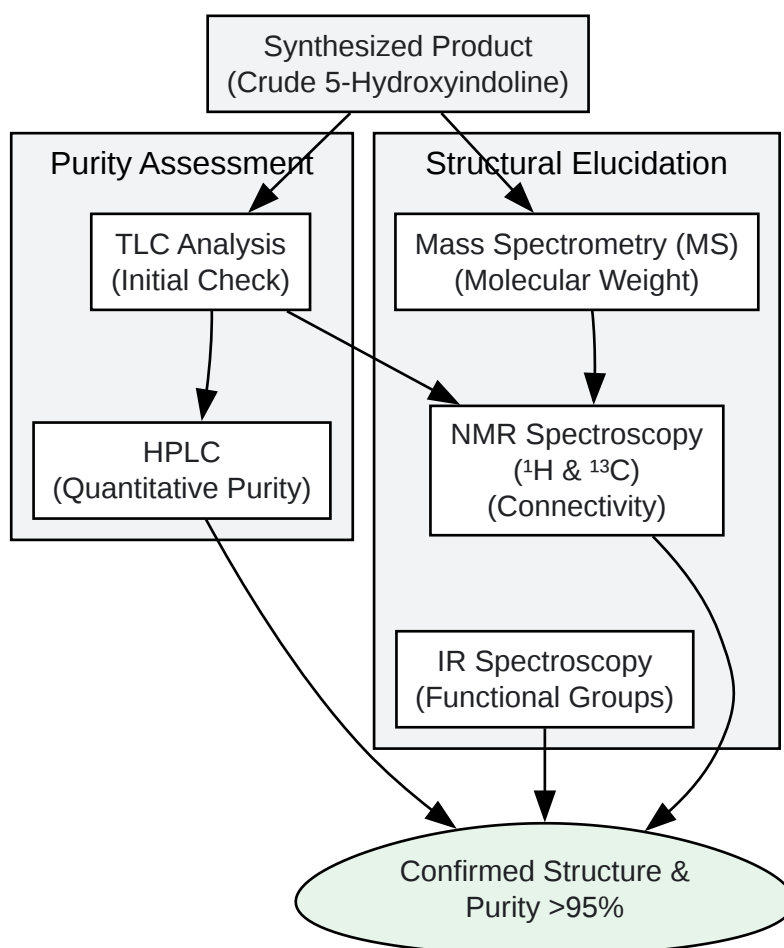 Synthesized Product
(Crude 5-Hydroxyindoline)
Purity Assessment
Structural Elucidation
TLC Analysis
(Initial Check)
Mass Spectrometry (MS)
(Molecular Weight)
HPLC
(Quantitative Purity)
NMR Spectroscopy
(¹H & ¹³C)
(Connectivity)
IR Spectroscopy
(Functional Groups)
Confirmed Structure &
Purity >95%